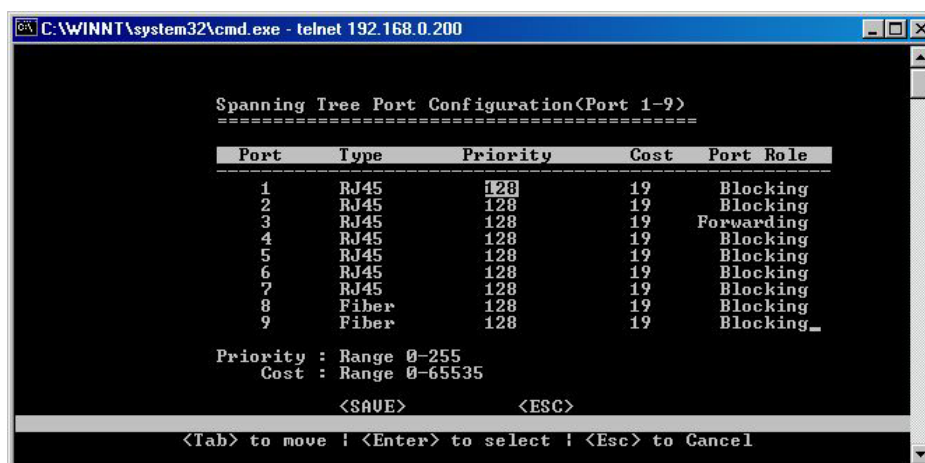 C:\WINNT\system32\cmd.exe - telnet 192.168.0.200
Spanning Tree Port Configuration(Port 1-9)
===========================================
Port Type Priority Cost Port Role
1 RJ45 128 19 Blocking
2 RJ45 128 19 Blocking
3 RJ45 128 19 Forwarding
4 RJ45 128 19 Blocking
5 RJ45 128 19 Blocking
6 RJ45 128 19 Blocking
7 RJ45 128 19 Blocking
8 Fiber 128 19 Blocking
9 Fiber 128 19 Blocking_
Priority : Range 0-255
Cost : Range 0-65535
<SAVE> <ESC>
<Tab> to move ¦ <Enter> to select ¦ <Esc> to Cancel